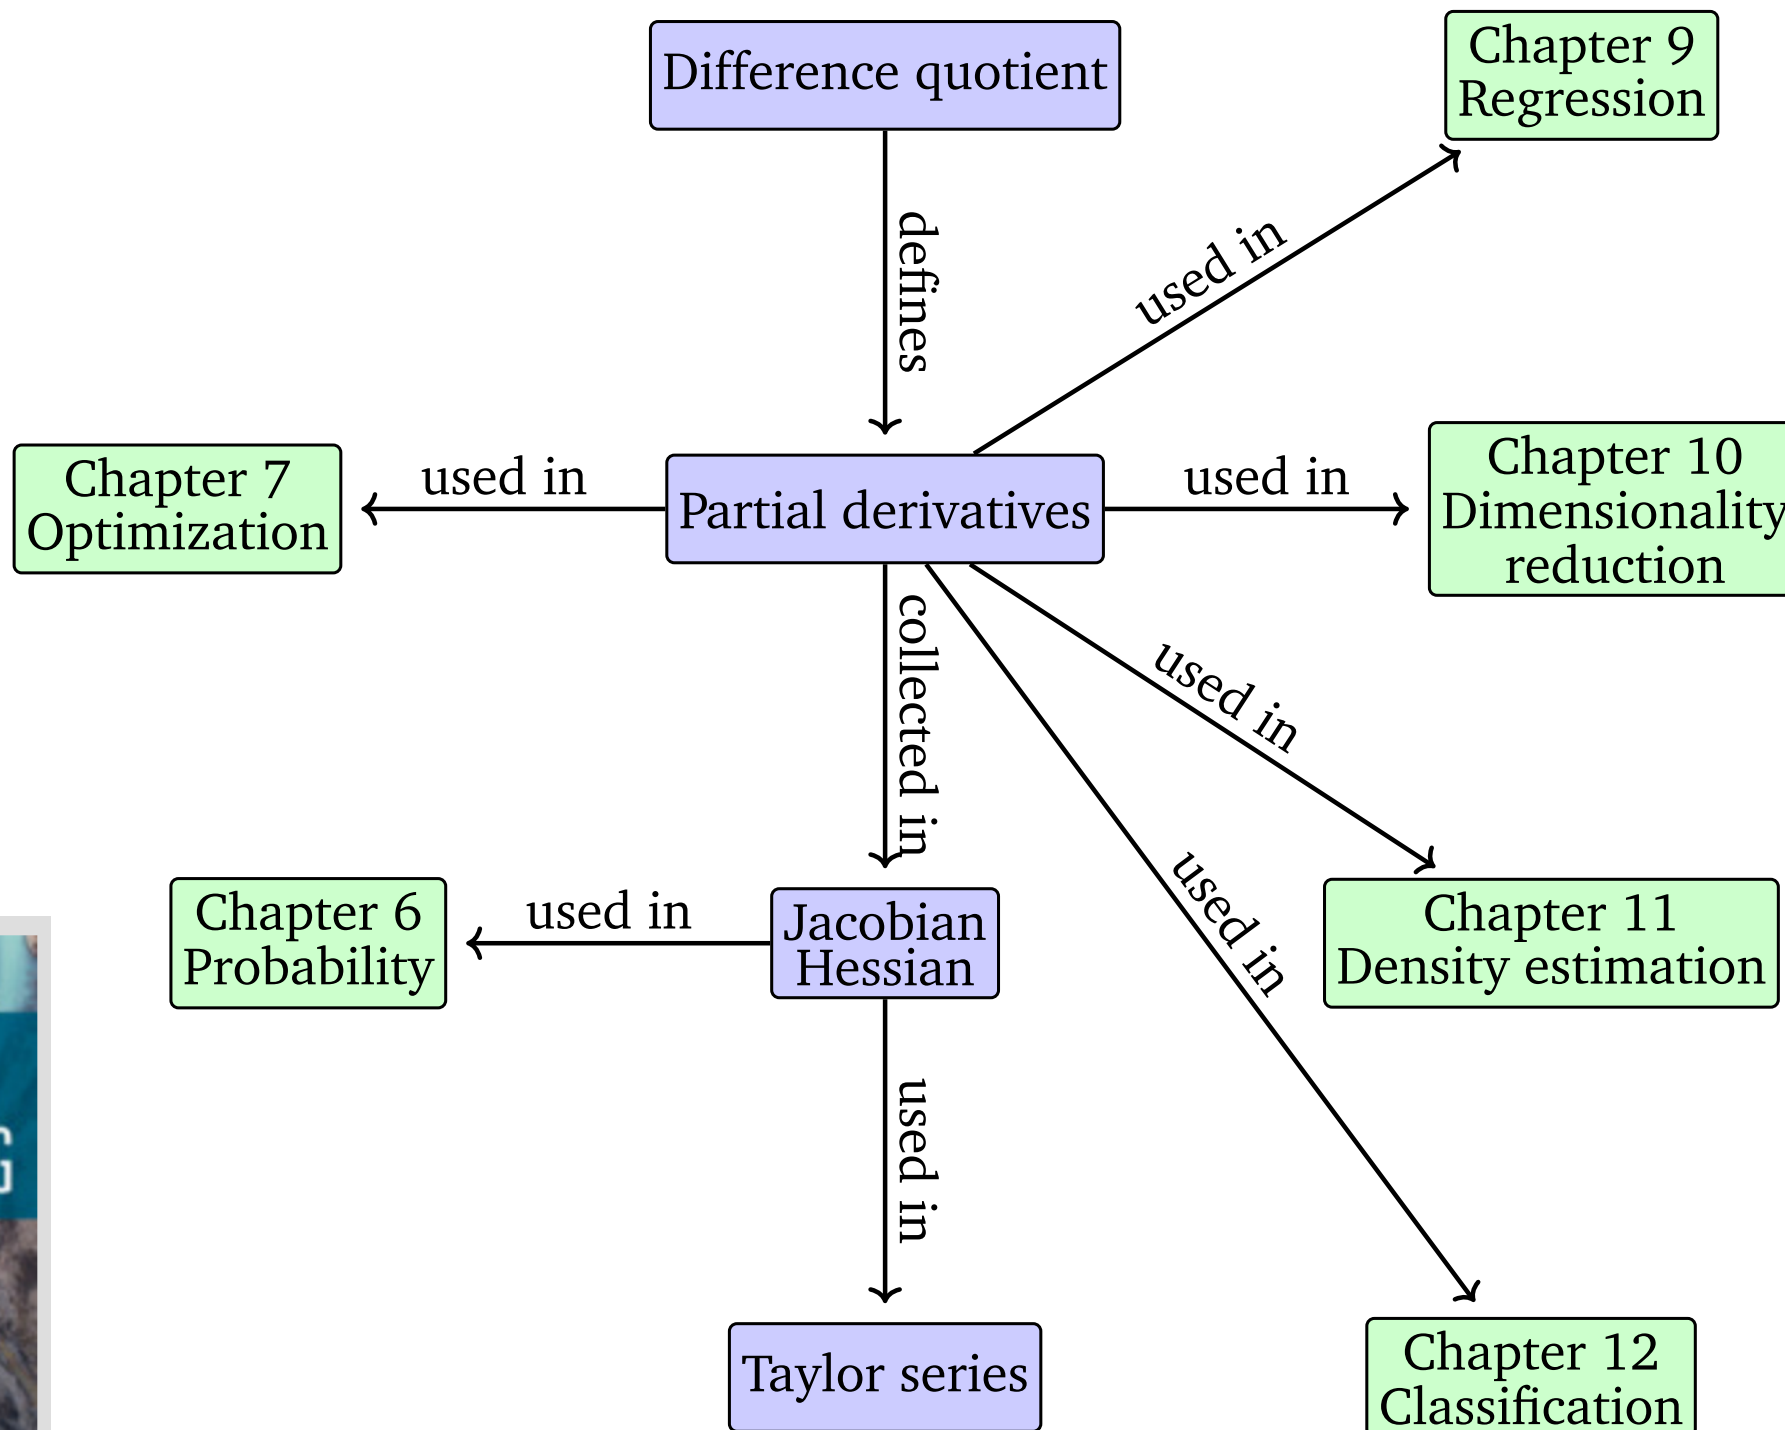 Difference quotient
Chapter 9
Regression
defines
used in
Chapter 7
Optimization
used in
Partial derivatives
used in
Chapter 10
Dimensionality
reduction
collected in
used in
used in
Chapter 6
Probability
used in
Jacobian
Hessian
Chapter 11
Density estimation
used in
Taylor series
Chapter 12
Classification
G